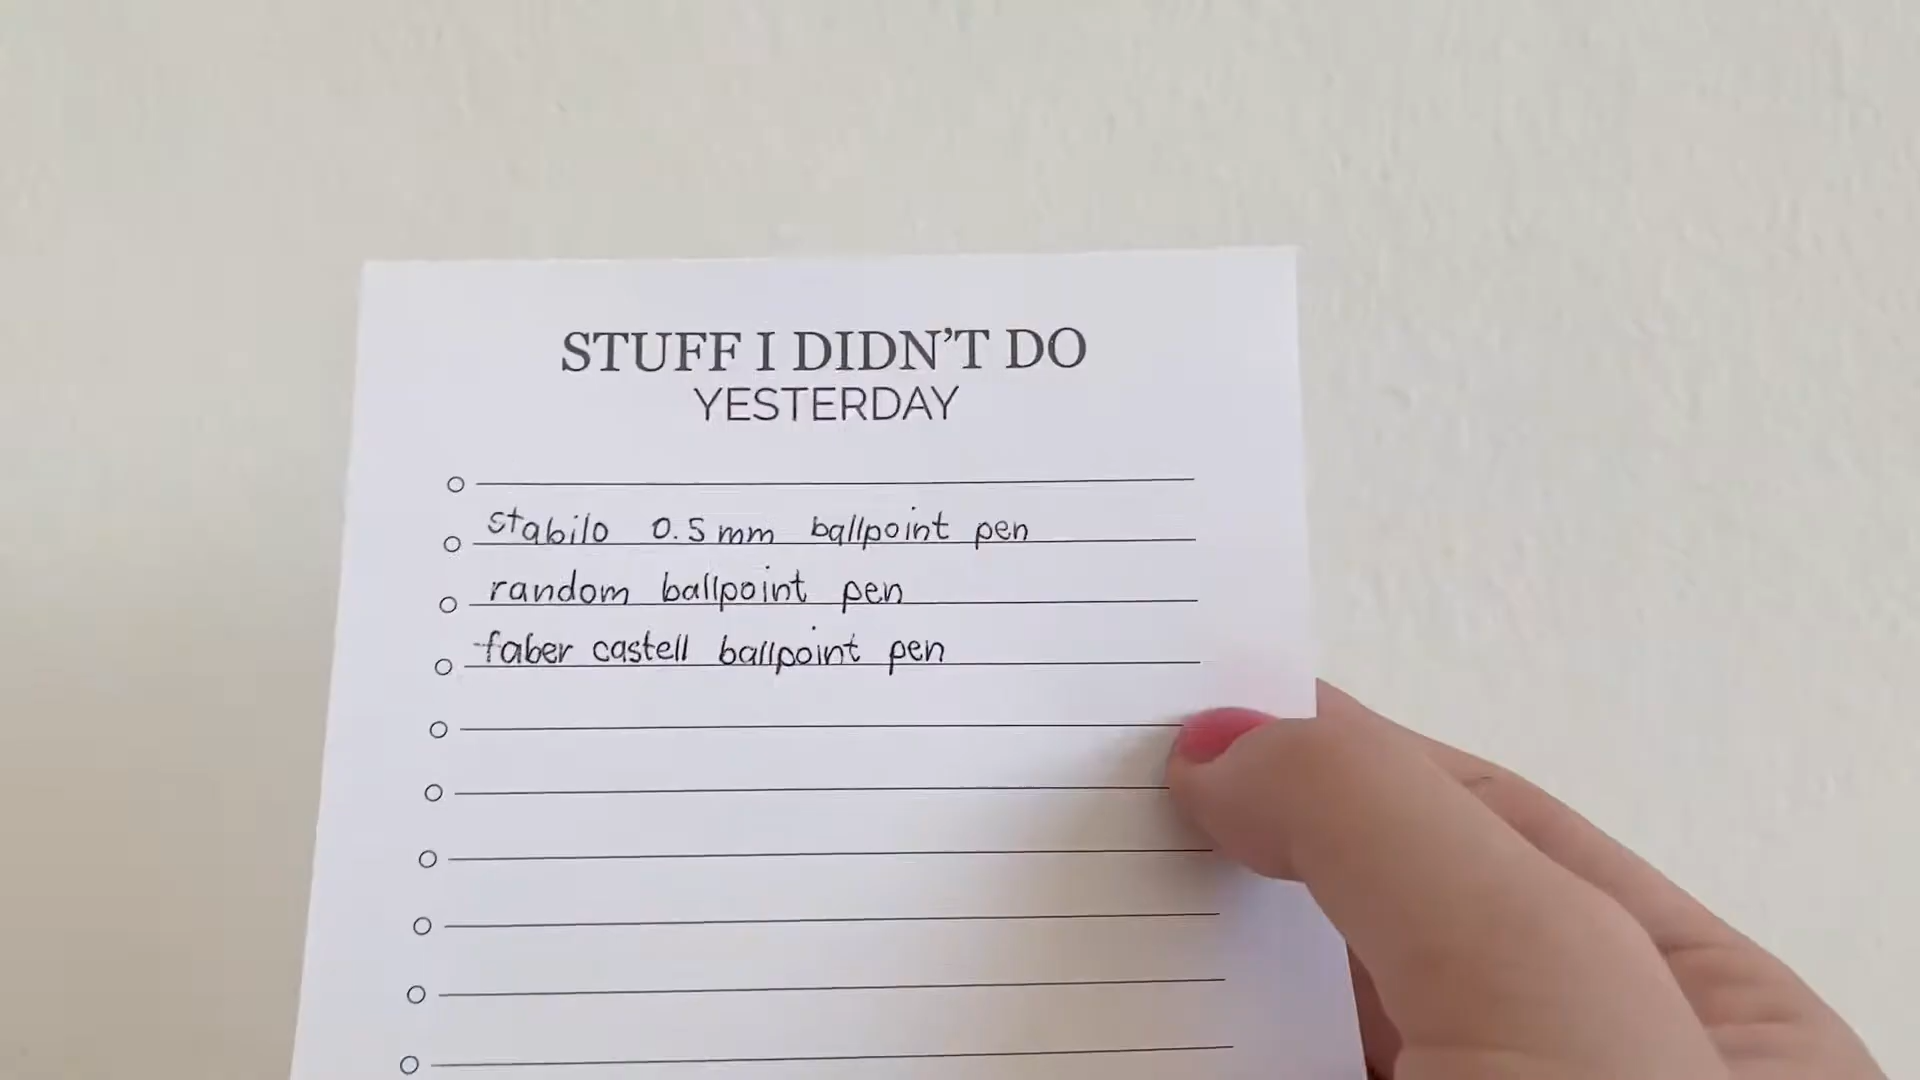 STUFF I DIDN'T DO
YESTERDAY
stabilo 0.5mm ballpoint pen
random ballpoint pen
faber castell ballpoint pen